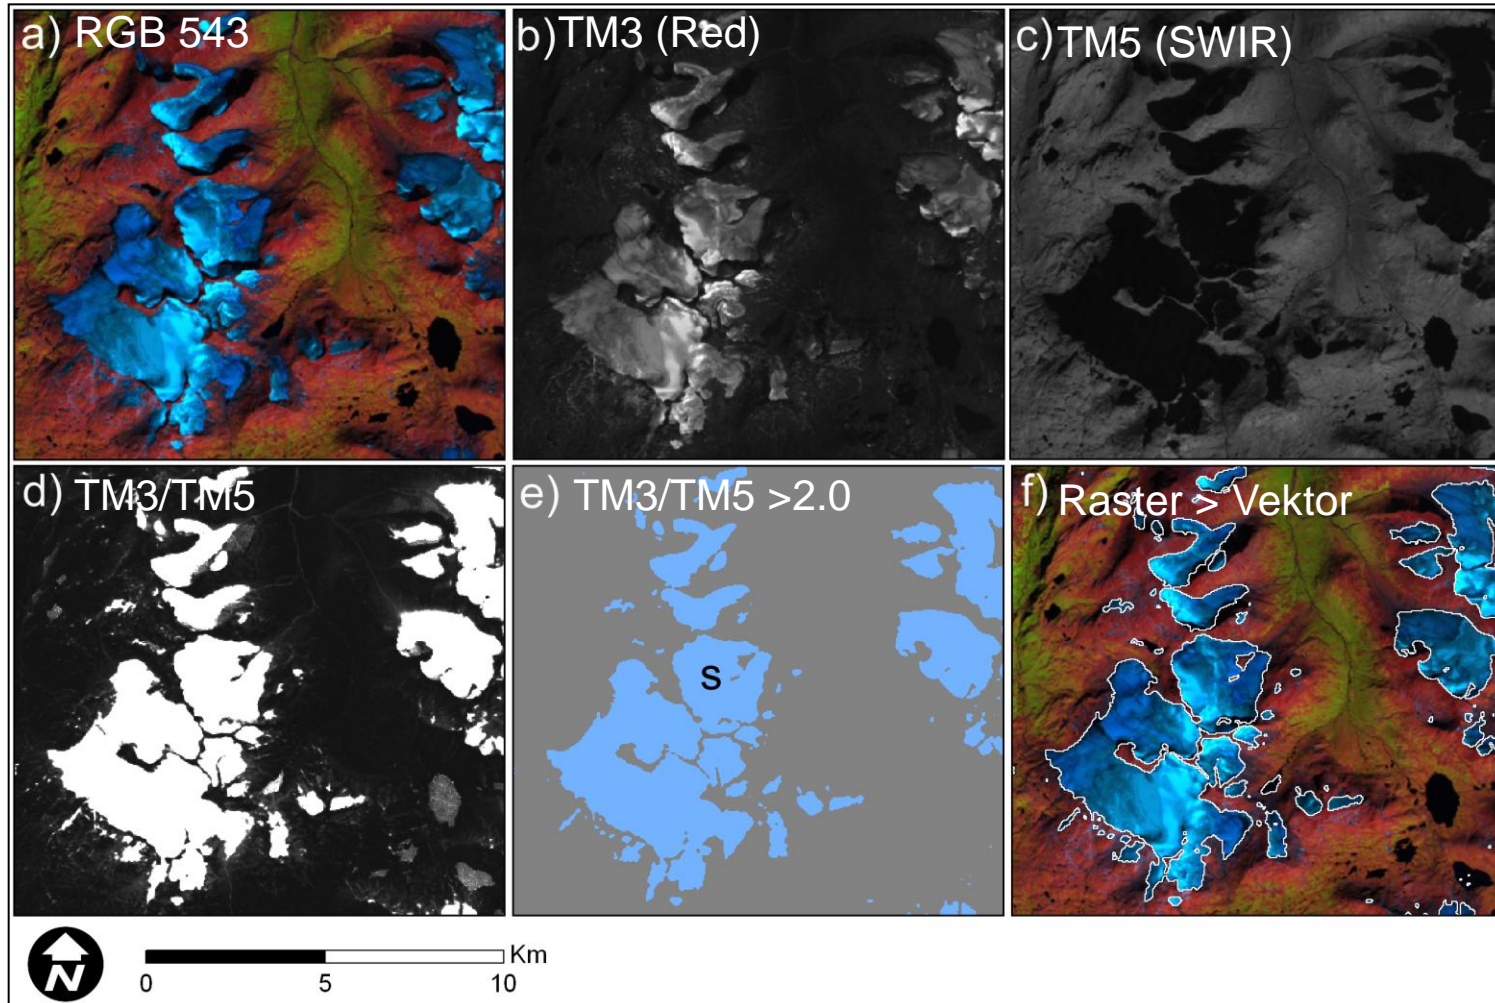 a) RGB 543
b) TM3 (Red)
c) TM5 (SWIR)
d) TM3/TM5
e) TM3/TM5 >2.0
f) Raster > Vektor
s
N
Km
0 5 10